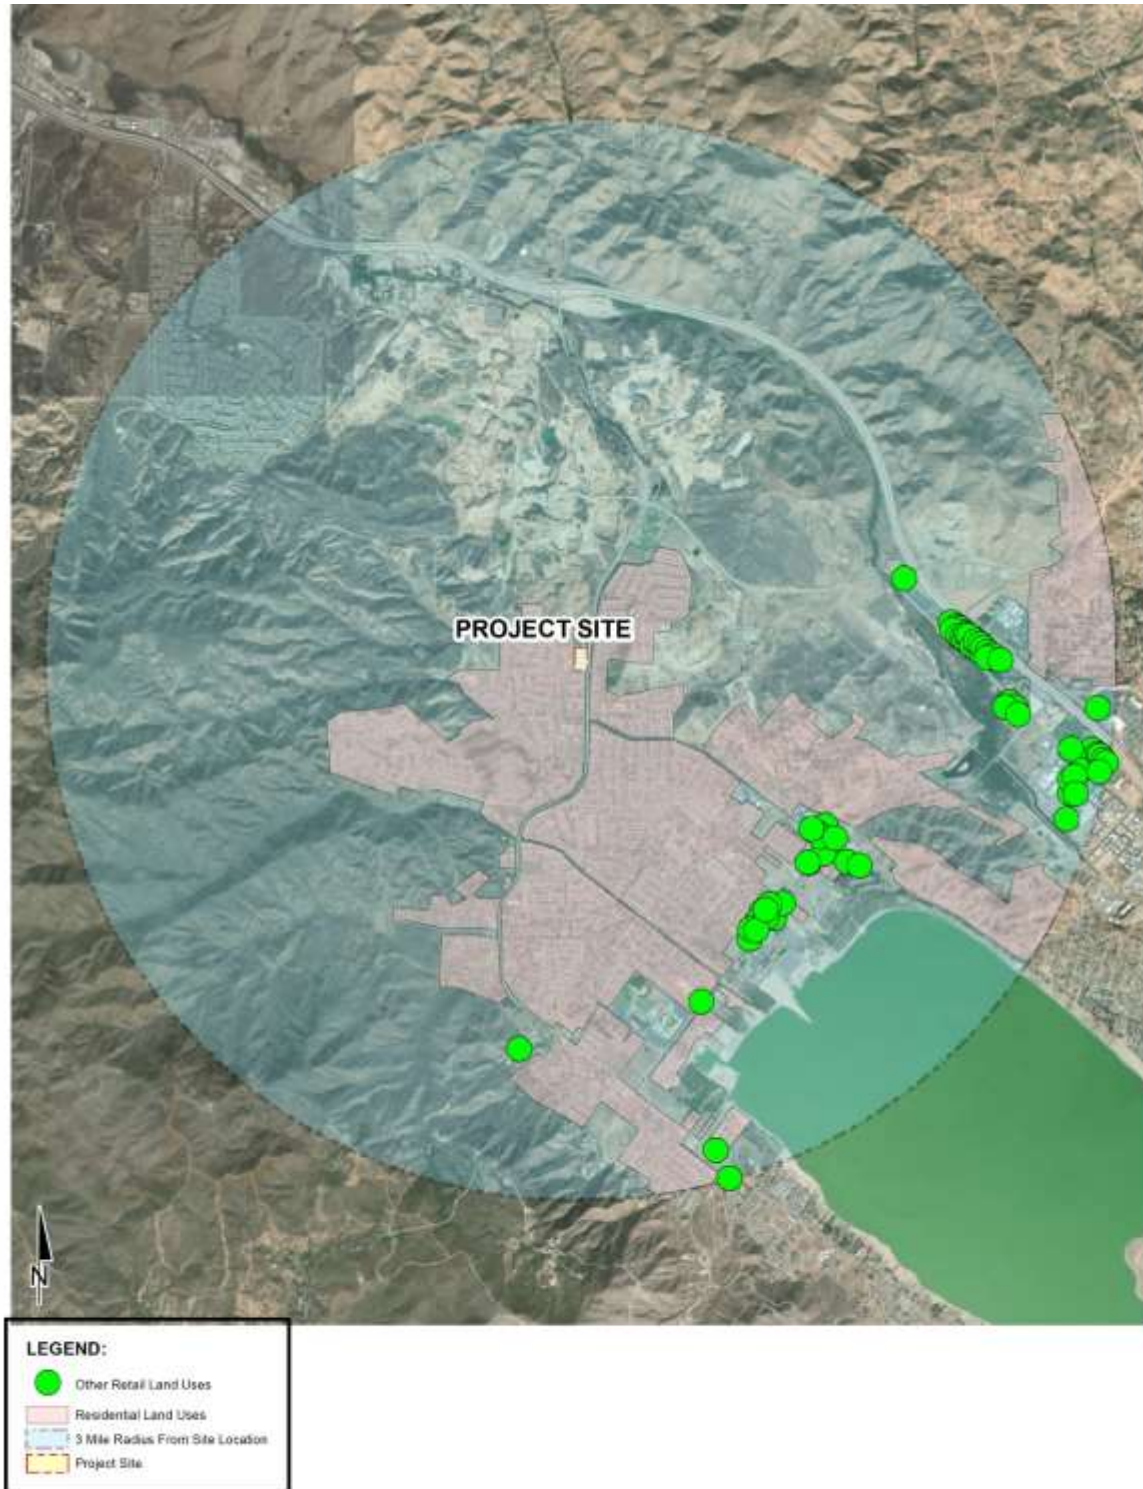 PROJECT SITE
N
LEGEND:
Other Retail Land Uses
Residential Land Uses
3 Mile Radius From Site Location
Project Site